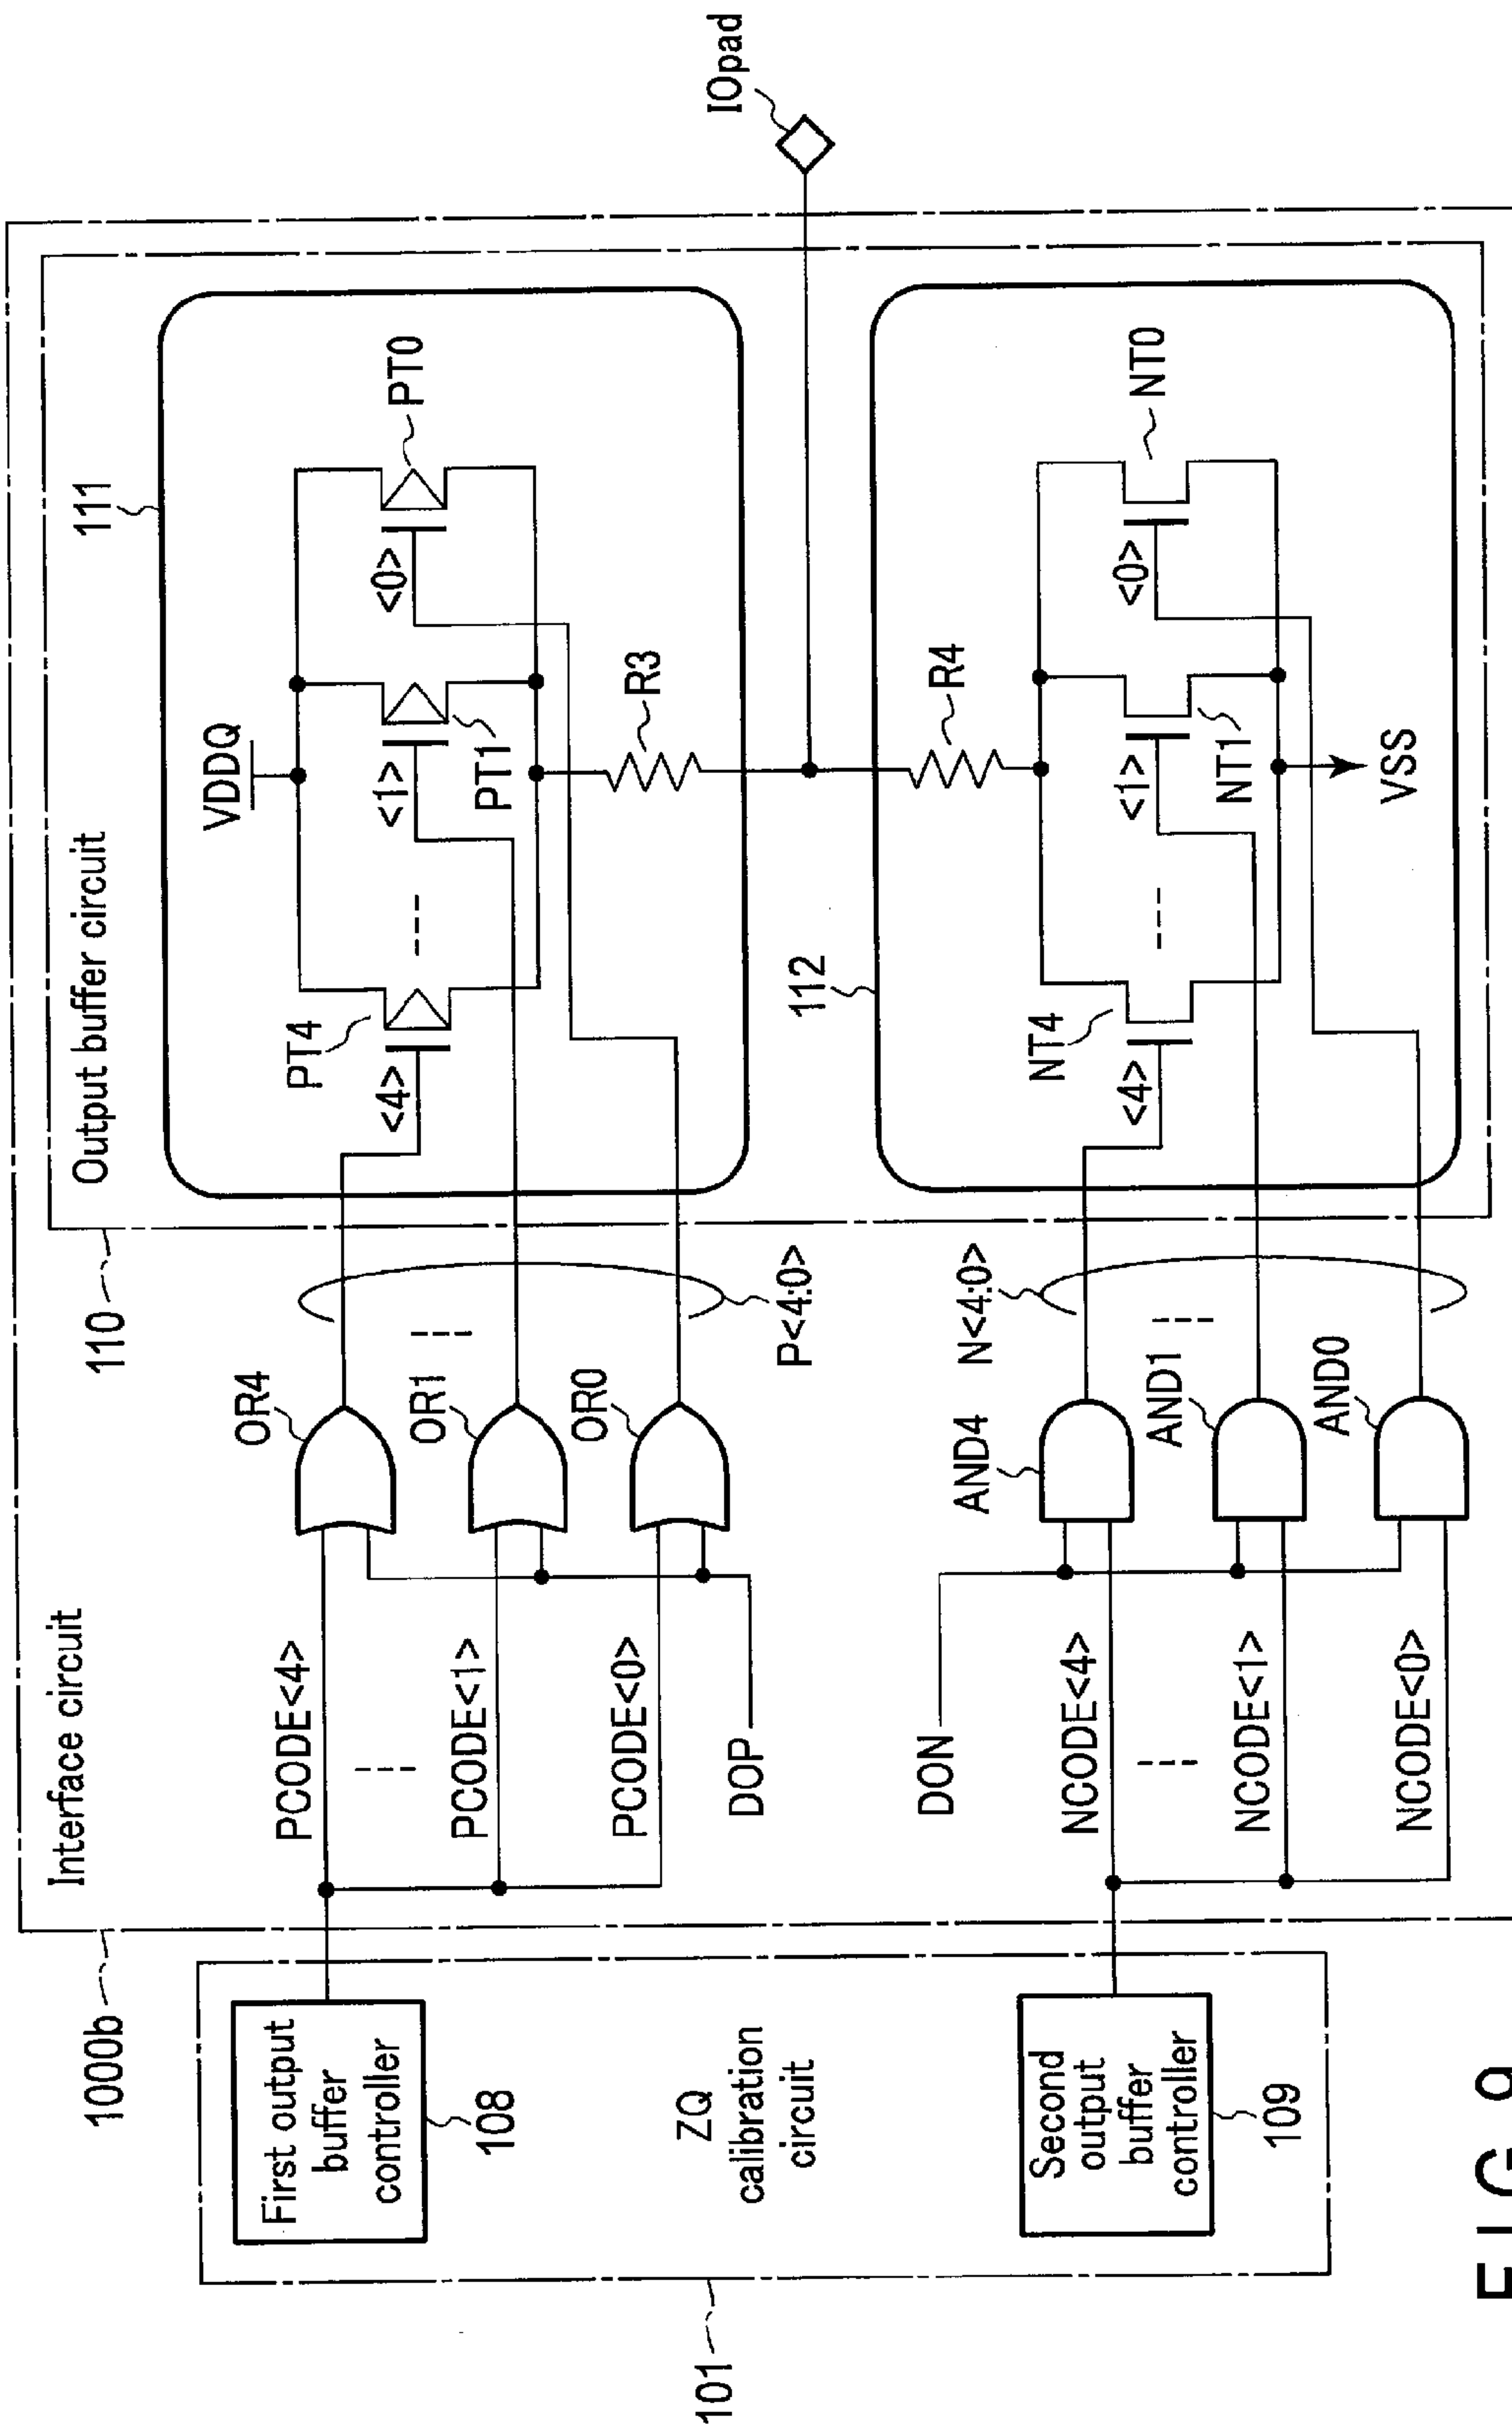 1000b
Interface circuit
110
Output buffer circuit
111
101
First output
buffer
controller
108
ZQ
calibration
circuit
Second
output
buffer
controller
109
PCODE<4>
PCODE<1>
PCODE<0>
DOP
OR4
OR1
OR0
P<4:0>
VDDQ
PT4
<4>
PT1
<1>
PT0
<0>
R3
IOpad
DON
NCODE<4>
NCODE<1>
NCODE<0>
AND4
AND1
AND0
N<4:0>
112
R4
NT4
<4>
NT1
<1>
NT0
<0>
VSS
FIG. 9